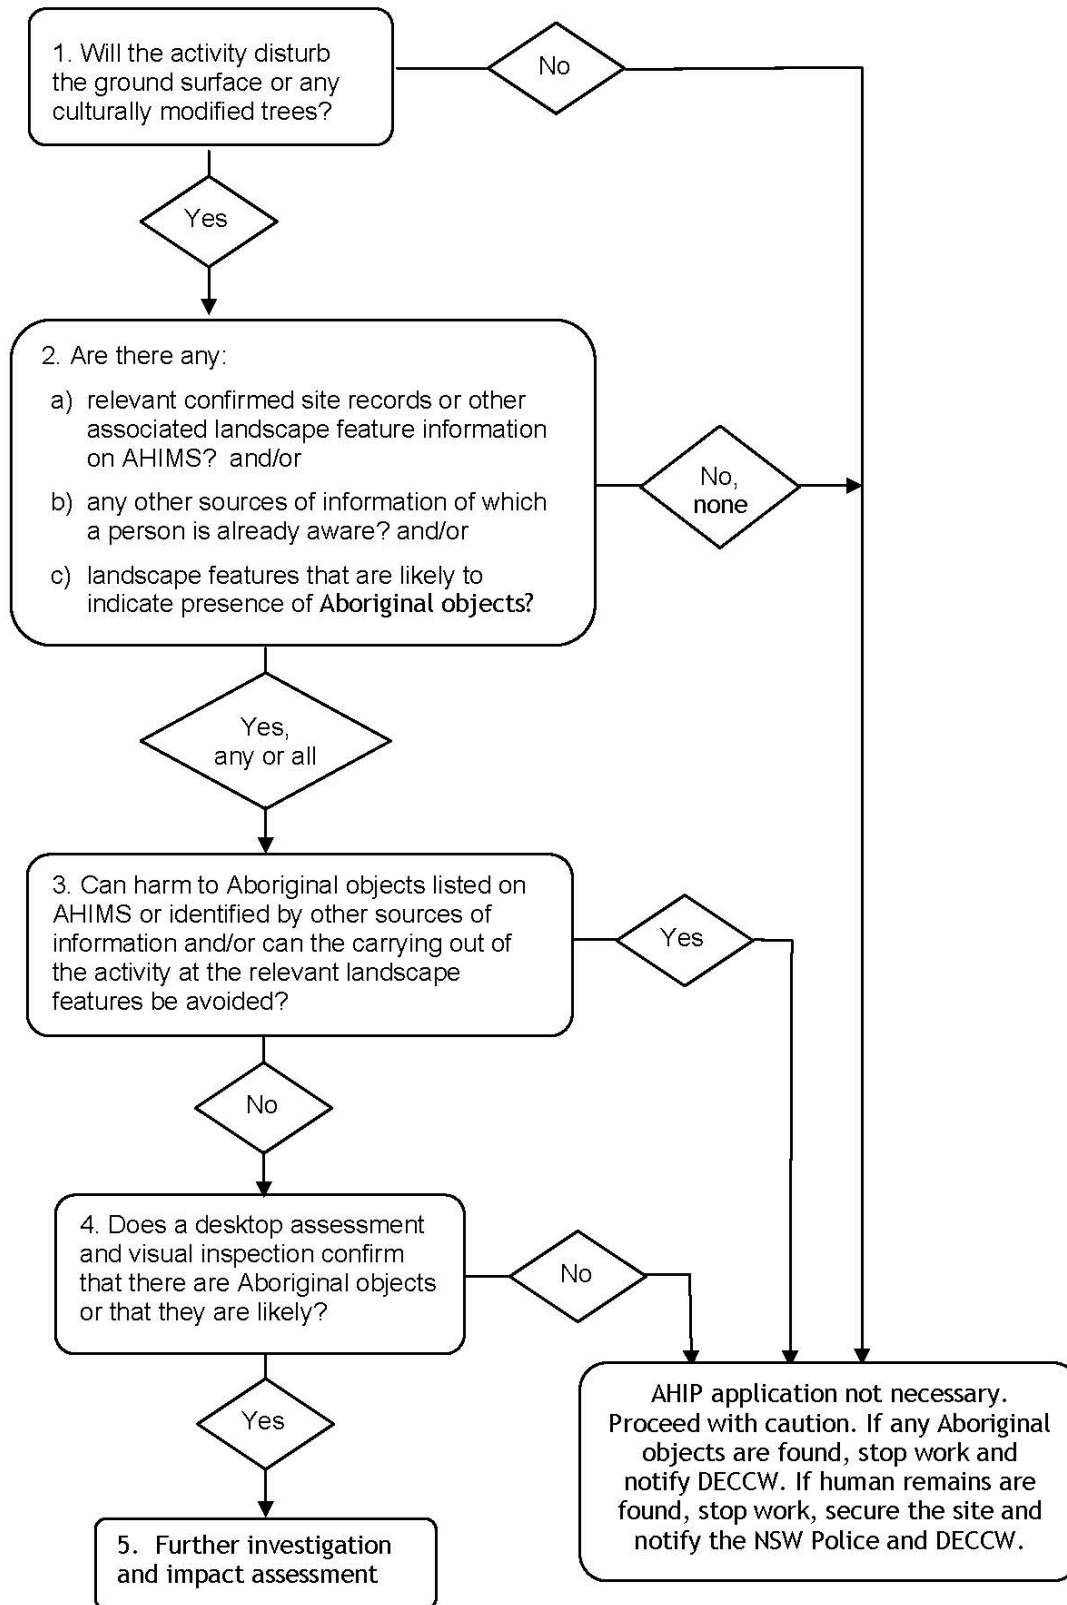 1. Will the activity disturb
the ground surface or any
culturally modified trees?
No
Yes
2. Are there any:
a) relevant confirmed site records or other
associated landscape feature information
on AHIMS? and/or
b) any other sources of information of which
a person is already aware? and/or
c) landscape features that are likely to
indicate presence of Aboriginal objects?
No,
none
Yes,
any or all
3. Can harm to Aboriginal objects listed on
AHIMS or identified by other sources of
information and/or can the carrying out of
the activity at the relevant landscape
features be avoided?
Yes
No
4. Does a desktop assessment
and visual inspection confirm
that there are Aboriginal objects
or that they are likely?
No
Yes
5. Further investigation
and impact assessment
AHIP application not necessary.
Proceed with caution. If any Aboriginal
objects are found, stop work and
notify DECCW. If human remains are
found, stop work, secure the site and
notify the NSW Police and DECCW.